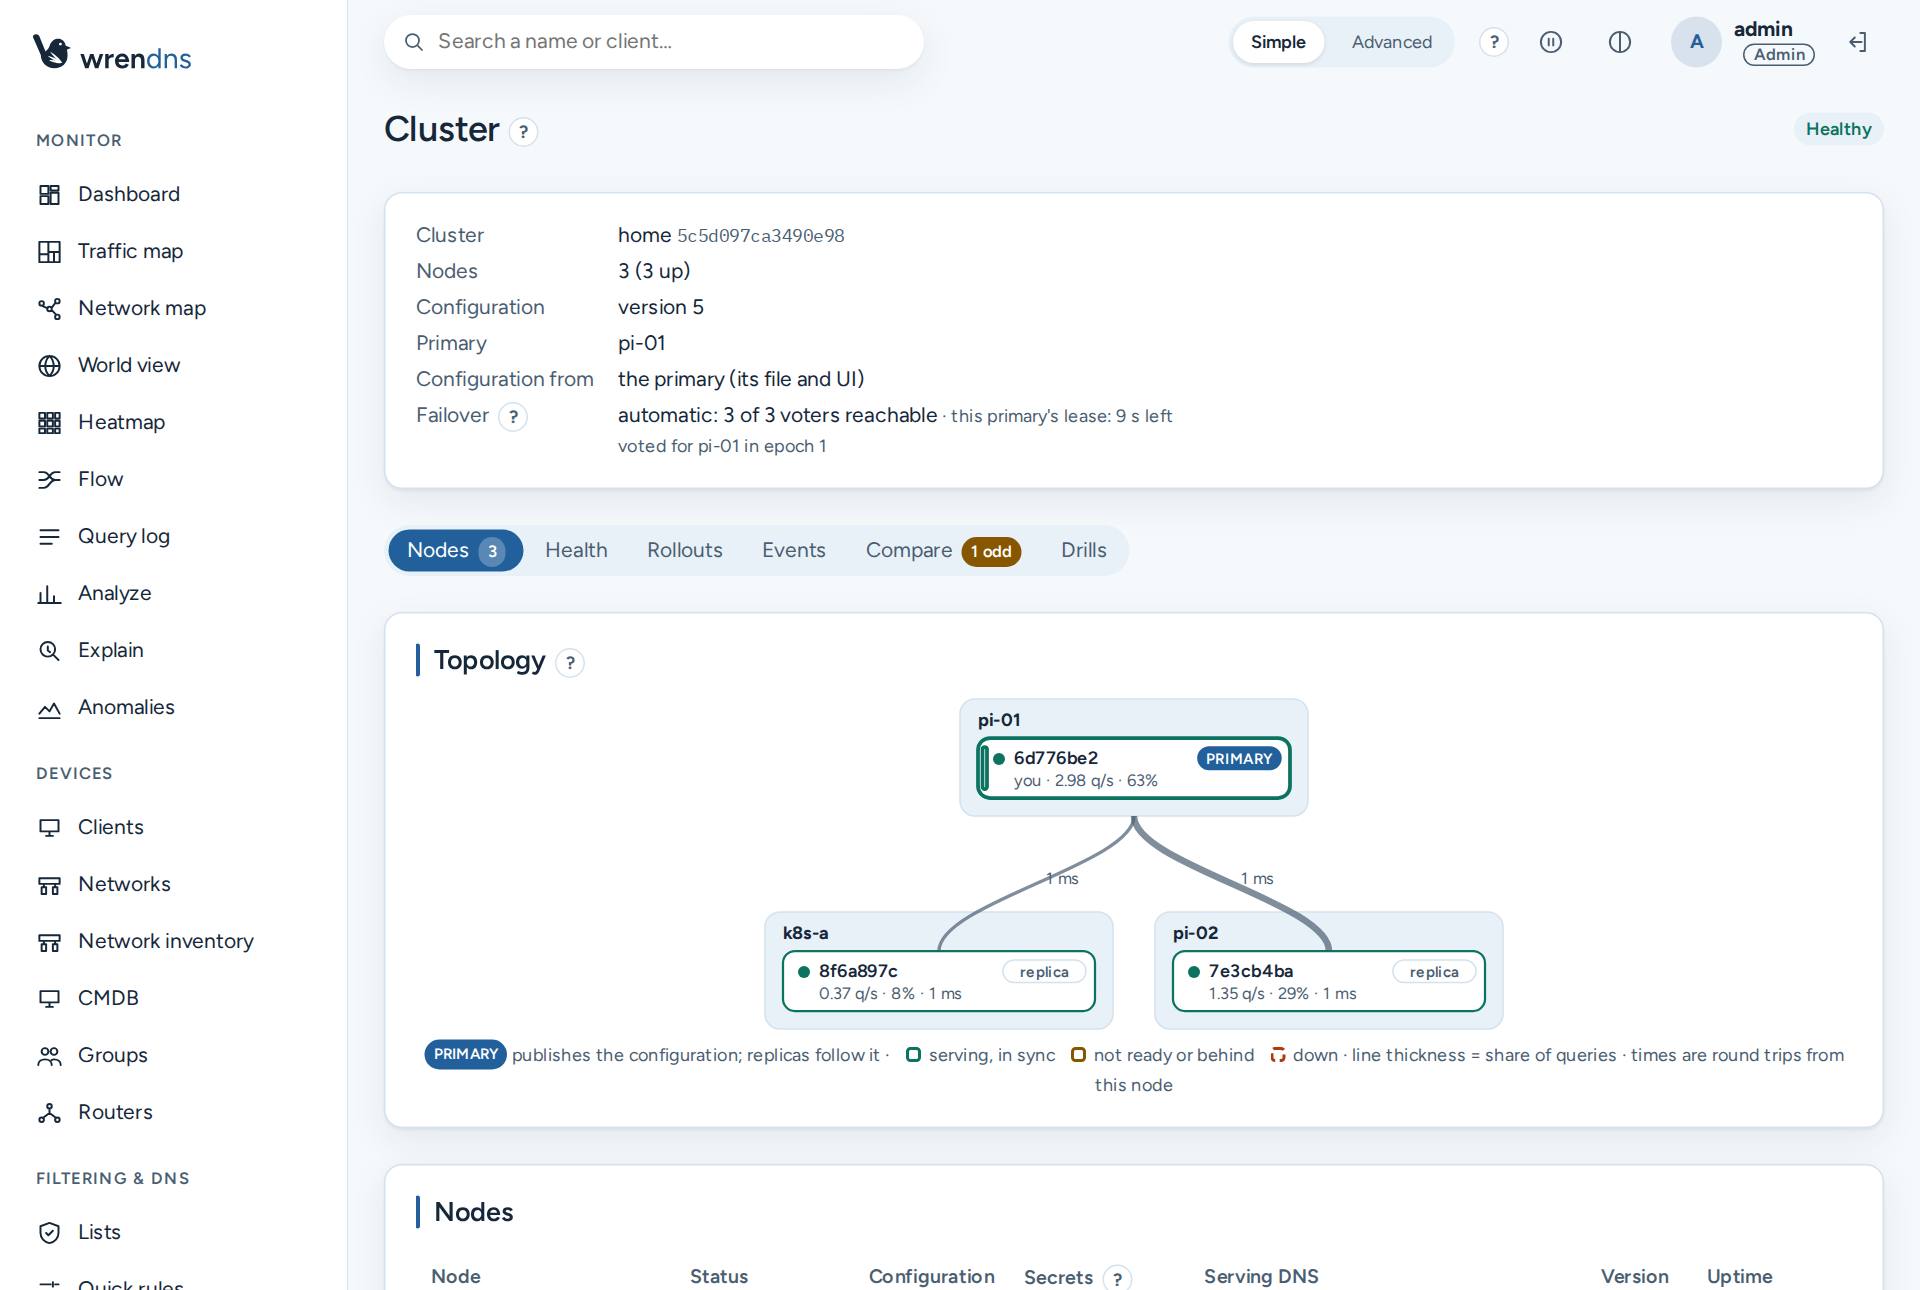 wrendns
Search a name or client...
Simple
Advanced
?
A
admin
Admin
MONITOR
Dashboard
Traffic map
Network map
World view
Heatmap
Flow
Query log
Analyze
Explain
Anomalies
DEVICES
Clients
Networks
Network inventory
CMDB
Groups
Routers
FILTERING & DNS
Lists
Quick rules
Cluster ?
Healthy
Cluster home 5c5d097ca3490e98
Nodes 3 (3 up)
Configuration version 5
Primary pi-01
Configuration from the primary (its file and UI)
Failover ? automatic: 3 of 3 voters reachable · this primary's lease: 9 s left
voted for pi-01 in epoch 1
Nodes 3 Health Rollouts Events Compare 1 odd Drills
Topology ?
pi-01
6d776be2 PRIMARY
you · 2.98 q/s · 63%
1 ms 1 ms
k8s-a
8f6a897c replica
0.37 q/s · 8% · 1 ms
pi-02
7e3cb4ba replica
1.35 q/s · 29% · 1 ms
PRIMARY publishes the configuration; replicas follow it · serving, in sync not ready or behind down · line thickness = share of queries · times are round trips from
this node
Nodes
Node Status Configuration Secrets ? Serving DNS Version Uptime